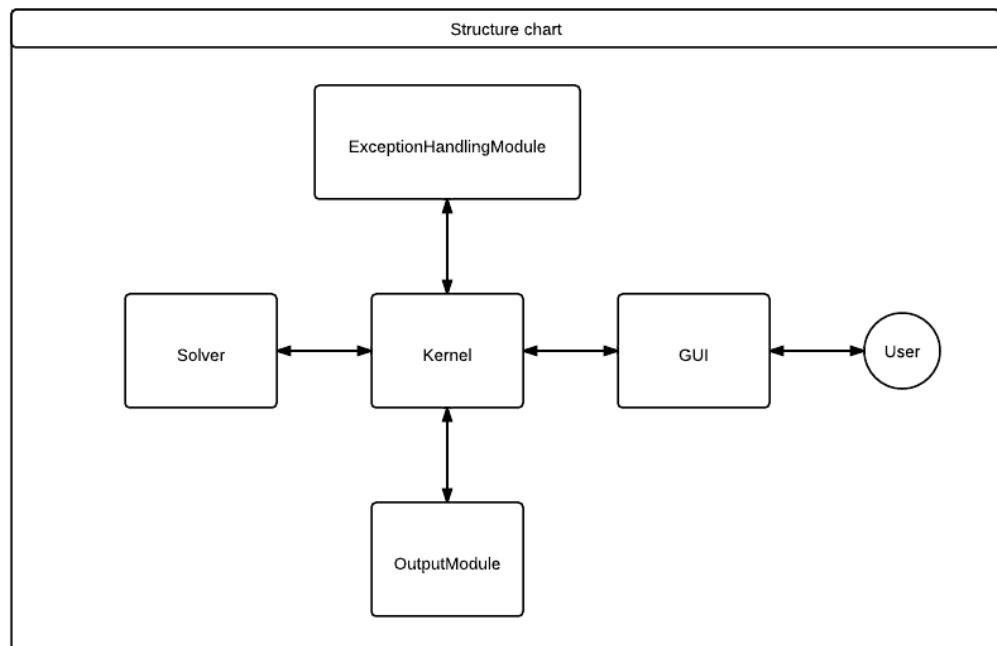 Structure chart
ExceptionHandlingModule
Solver
Kernel
GUI
User
OutputModule